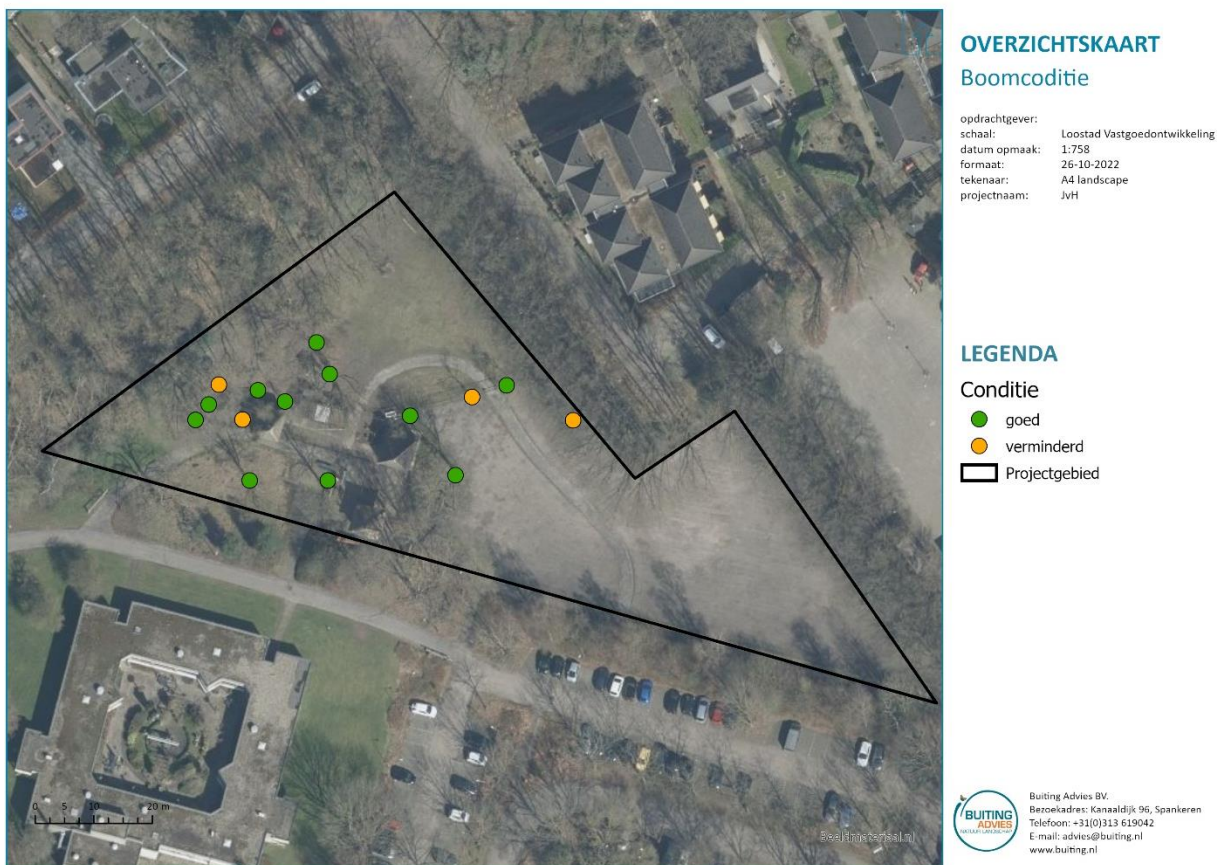 OVERZICHTSKAART
Boomcoditie
opdrachtgever:
schaal: Loostad Vastgoedontwikkeling
datum opmaak: 1:758
formaat: 26-10-2022
tekenaar: A4 landscape
projectnaam: JvH
LEGENDA
Conditie
goed
verminderd
Projectgebied
0 5 10 20 m
Beeldmateriaal.nl
BUITING
ADVIES
NATUUR LANDSCHAP
Buiting Advies BV.
Bezoekadres: Kanaaldijk 96, Spankeren
Telefoon: +31(0)313 619042
E-mail: advies@buiting.nl
www.buiting.nl